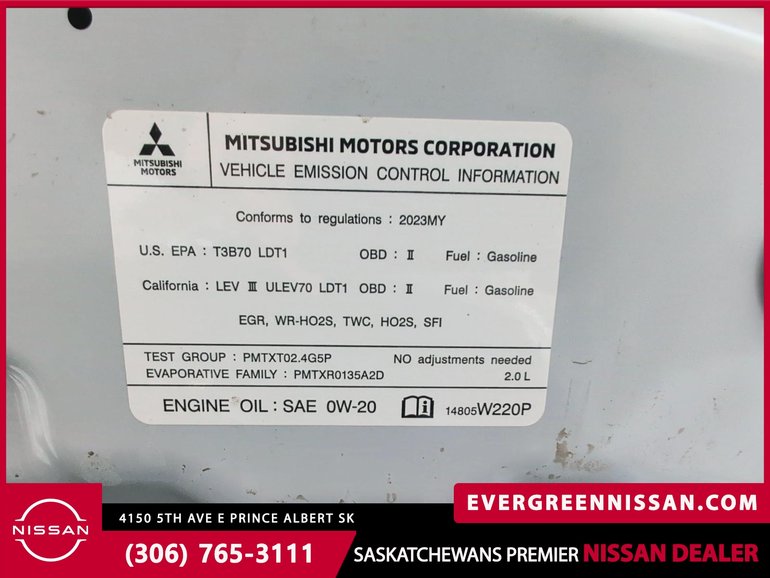 MITSUBISHI
MOTORS
MITSUBISHI MOTORS CORPORATION
VEHICLE EMISSION CONTROL INFORMATION
Conforms to regulations : 2023MY
U.S. EPA : T3B70 LDT1 OBD : II Fuel : Gasoline
California : LEV III ULEV70 LDT1 OBD : II Fuel : Gasoline
EGR, WR-HO2S, TWC, HO2S, SFI
TEST GROUP : PMTXT02.4G5P NO adjustments needed
EVAPORATIVE FAMILY : PMTXR0135A2D 2.0 L
ENGINE OIL : SAE 0W-20 14805W220P
NISSAN
4150 5TH AVE E PRINCE ALBERT SK
EVERGREENNISSAN.COM
(306) 765-3111
SASKATCHEWANS PREMIER NISSAN DEALER